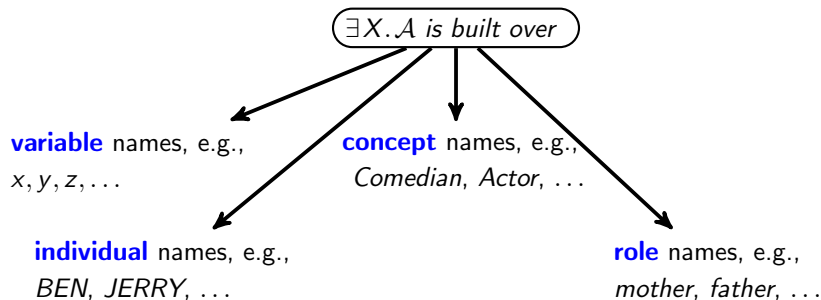 ∃X.𝒜 is built over
variable names, e.g.,
x, y, z, . . .
concept names, e.g.,
Comedian, Actor, . . .
individual names, e.g.,
BEN, JERRY, . . .
role names, e.g.,
mother, father, . . .